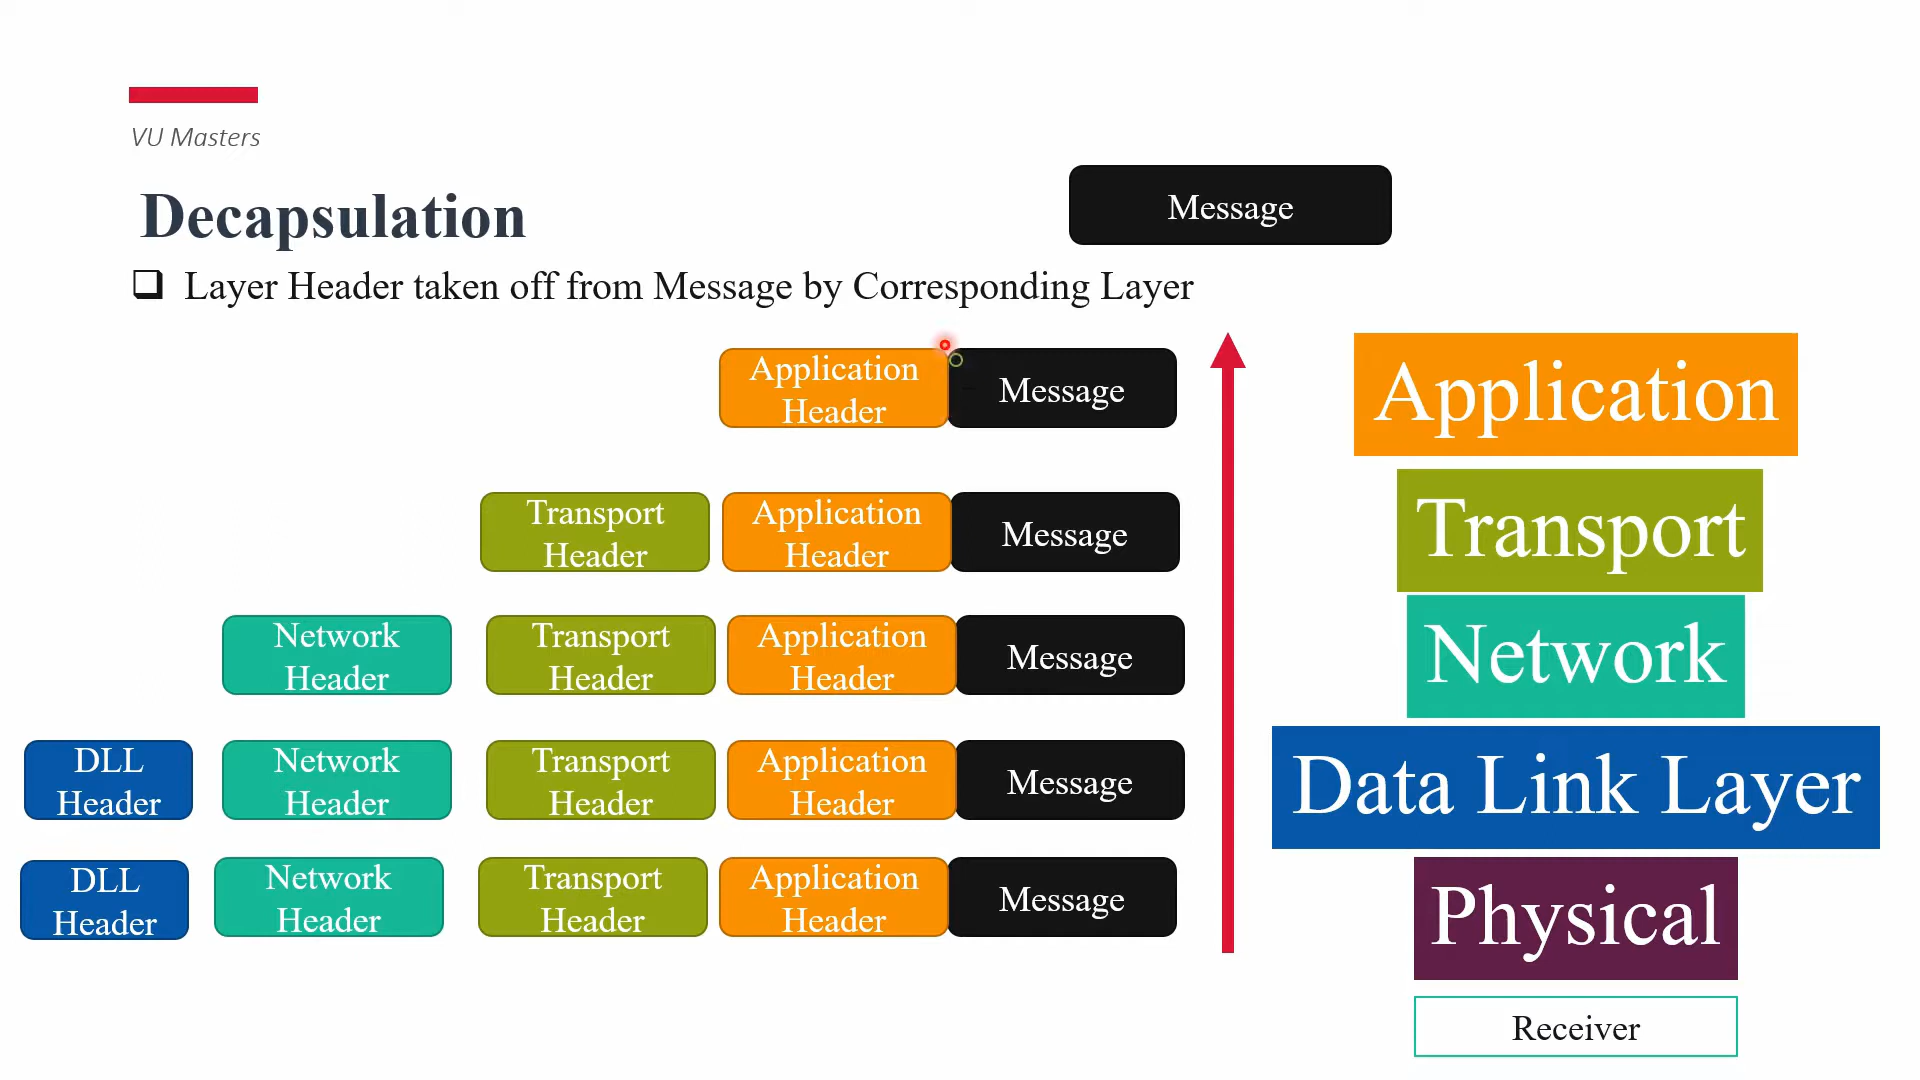 VU Masters
Message
Decapsulation
Layer Header taken off from Message by Corresponding Layer
Application
Header
Message
Application
Transport
Header
Application
Header
Message
Transport
Network
Header
Transport
Header
Application
Header
Message
Network
DLL
Header
Network
Header
Transport
Header
Application
Header
Message
Data Link Layer
DLL
Header
Network
Header
Transport
Header
Application
Header
Message
Physical
Receiver